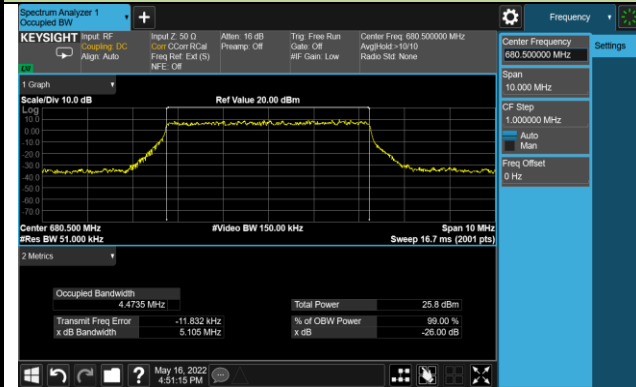 Spectrum Analyzer 1
Occupied BW
+
Frequency
KEYSIGHT
Input: RF
Coupling: DC
Align: Auto
Input Z: 50 Ω
Corr CCorr RCal
Freq Ref: Ext (S)
NFE: Off
Atten: 16 dB
Preamp: Off
Trig: Free Run
Gate: Off
#IF Gain: Low
Center Freq: 680.500000 MHz
Avg|Hold:>10/10
Radio Std: None
Center Frequency
680.500000 MHz
Settings
Span
10.000 MHz
CF Step
1.000000 MHz
Auto
Man
Freq Offset
0 Hz
1 Graph
Scale/Div 10.0 dB
Ref Value 20.00 dBm
Log
10.0
0.00
-10.0
-20.0
-30.0
-40.0
-50.0
-60.0
-70.0
Center 680.500 MHz
#Video BW 150.00 kHz
Span 10 MHz
#Res BW 51.000 kHz
Sweep 16.7 ms (2001 pts)
2 Metrics
Occupied Bandwidth
4.4735 MHz
Total Power
25.8 dBm
Transmit Freq Error
-11.832 kHz
% of OBW Power
99.00 %
x dB Bandwidth
5.105 MHz
x dB
-26.00 dB
?
May 16, 2022
4:51:15 PM